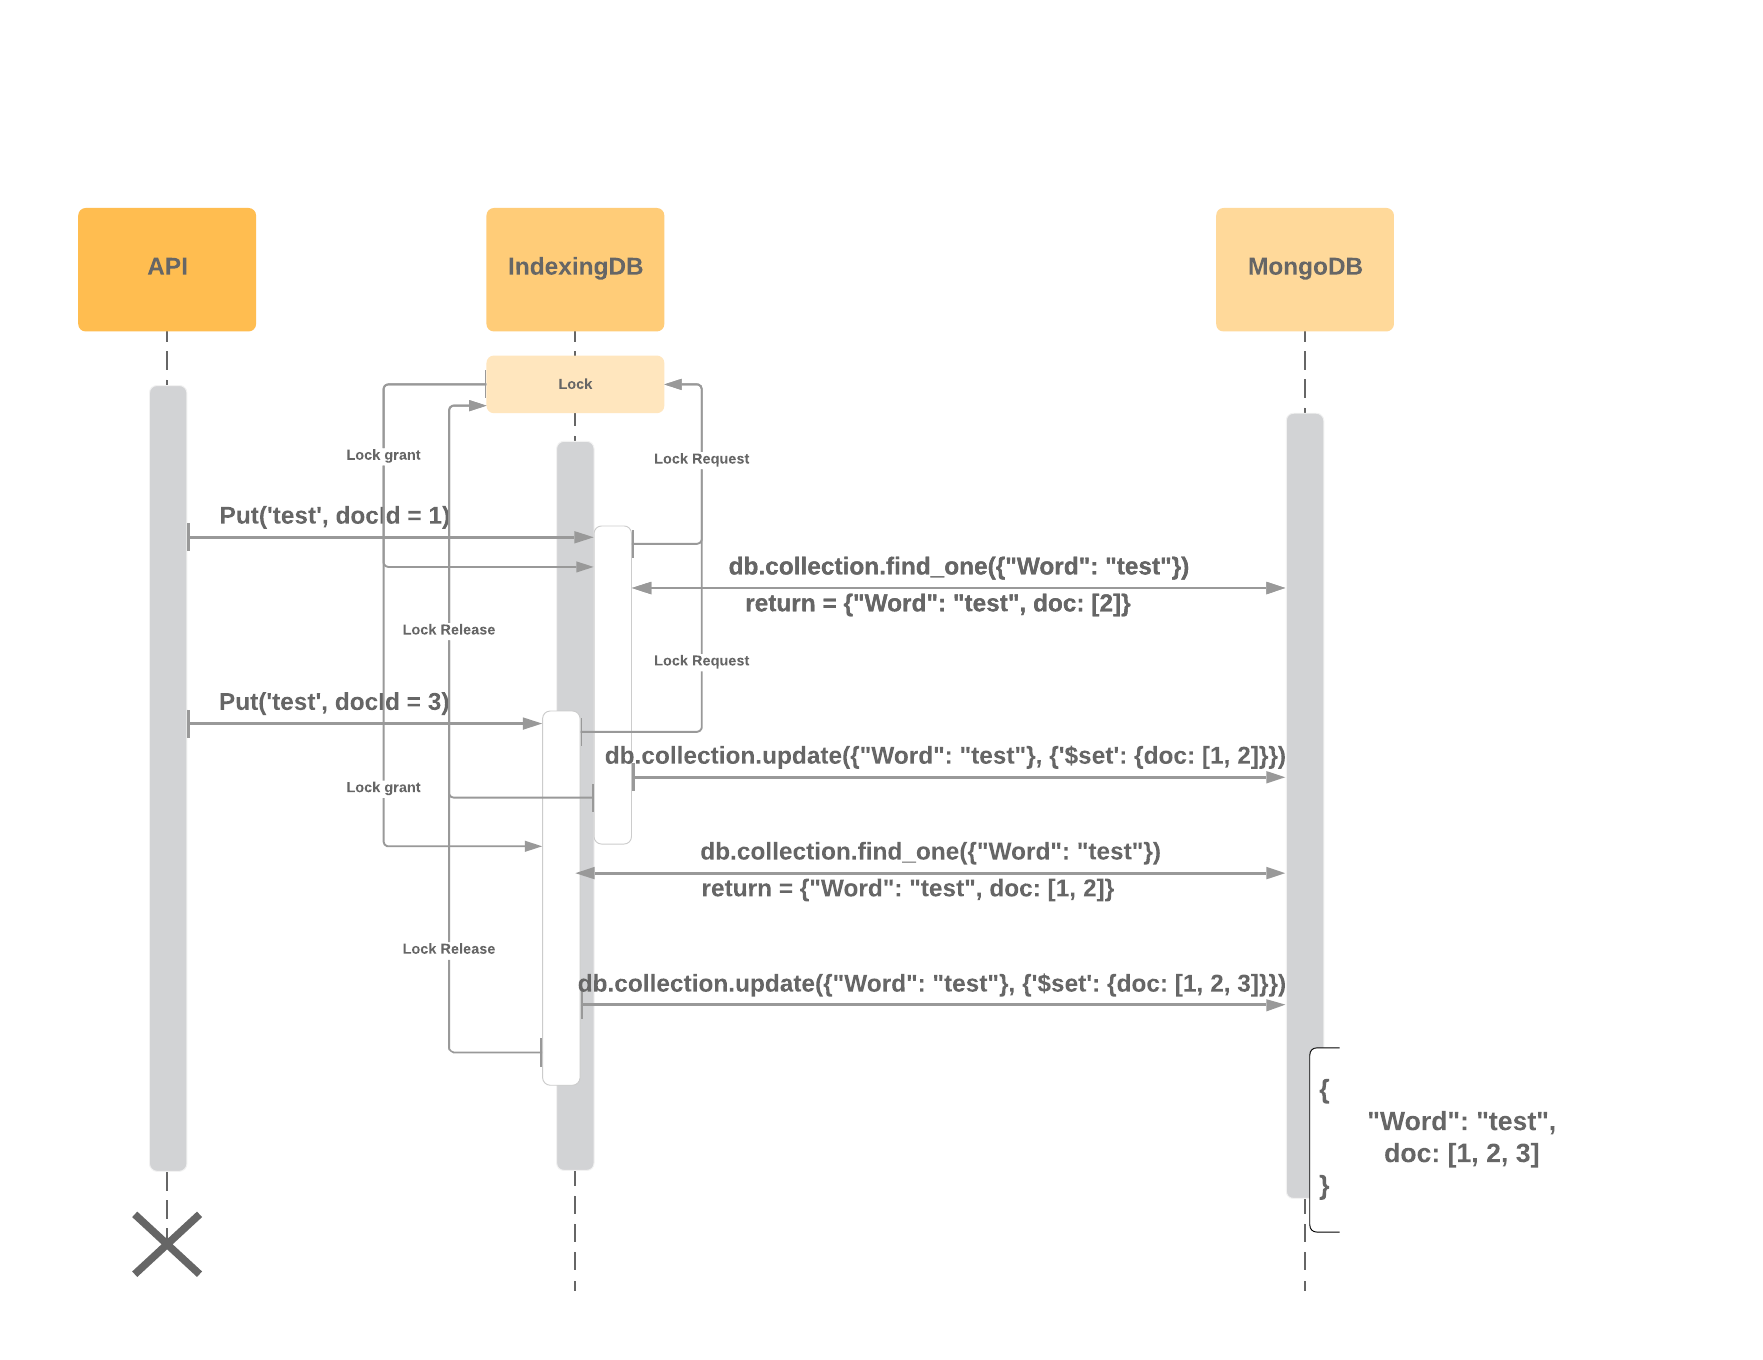 API
IndexingDB
MongoDB
Lock
Lock grant
Lock Request
Put('test', docId = 1)
db.collection.find_one({"Word": "test"})
return = {"Word": "test", doc: [2]}
Lock Release
Lock Request
Put('test', docId = 3)
db.collection.update({"Word": "test"}, {'$set': {doc: [1, 2]}})
Lock grant
db.collection.find_one({"Word": "test"})
return = {"Word": "test", doc: [1, 2]}
Lock Release
db.collection.update({"Word": "test"}, {'$set': {doc: [1, 2, 3]}})
{
"Word": "test",
doc: [1, 2, 3]
}